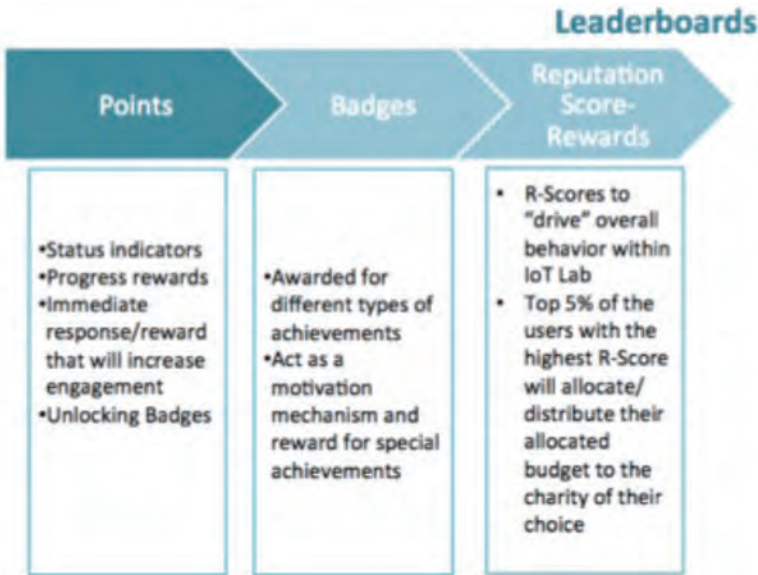 Leaderboards
Points
Badges
Reputation
Score-
Rewards
•Status indicators
•Progress rewards
•Immediate
response/reward
that will increase
engagement
•Unlocking Badges
•Awarded for
different types of
achievements
•Act as a
motivation
mechanism and
reward for special
achievements
• R-Scores to
"drive" overall
behavior within
IoT Lab
• Top 5% of the
users with the
highest R-Score
will allocate/
distribute their
allocated
budget to the
charity of their
choice